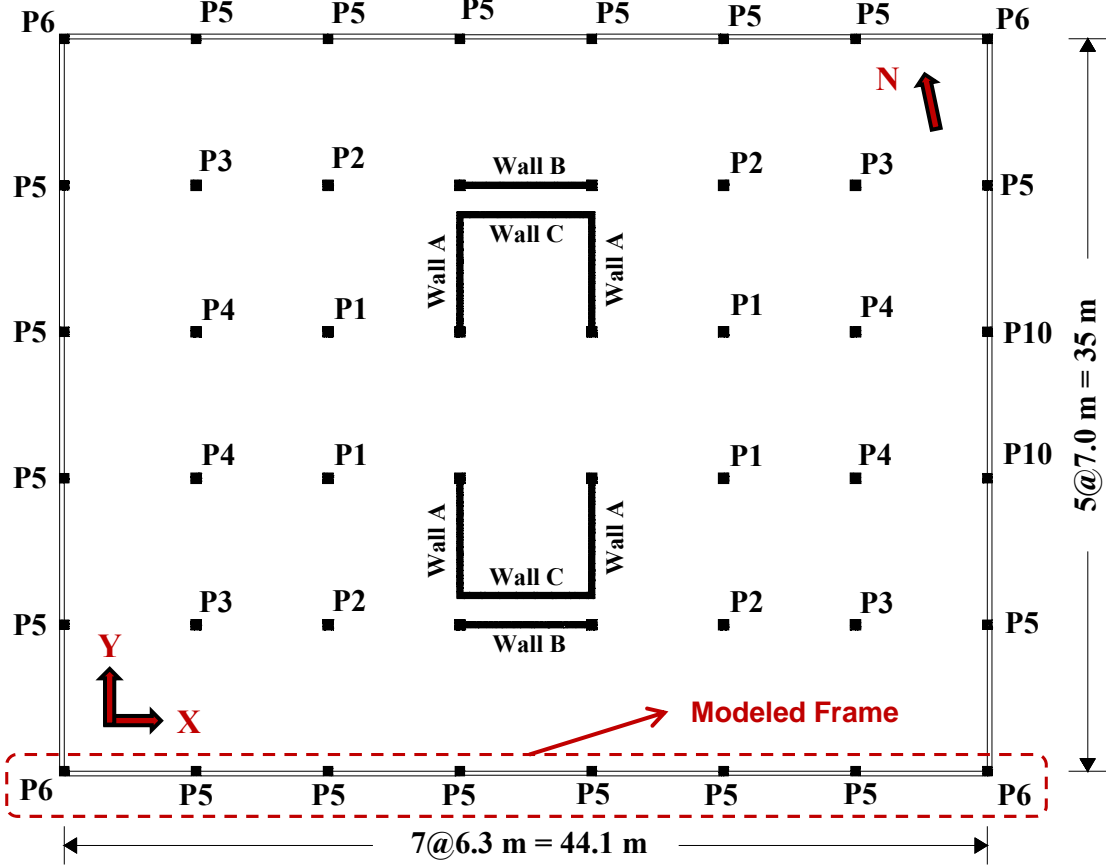 P6 P5 P5 P5 P5 P5 P5 P6
N
P3 P2 Wall B P2 P3
P5 P5
Wall C
Wall A Wall A
P4 P1 P1 P4
P5 P10
5@7.0 m = 35 m
P4 P1 P1 P4 P10
P5
Wall A Wall A
Wall C
P3 P2 P2 P3
P5 P5
Wall B
Y
X
Modeled Frame
P6 P5 P5 P5 P5 P5 P5 P6
7@6.3 m = 44.1 m